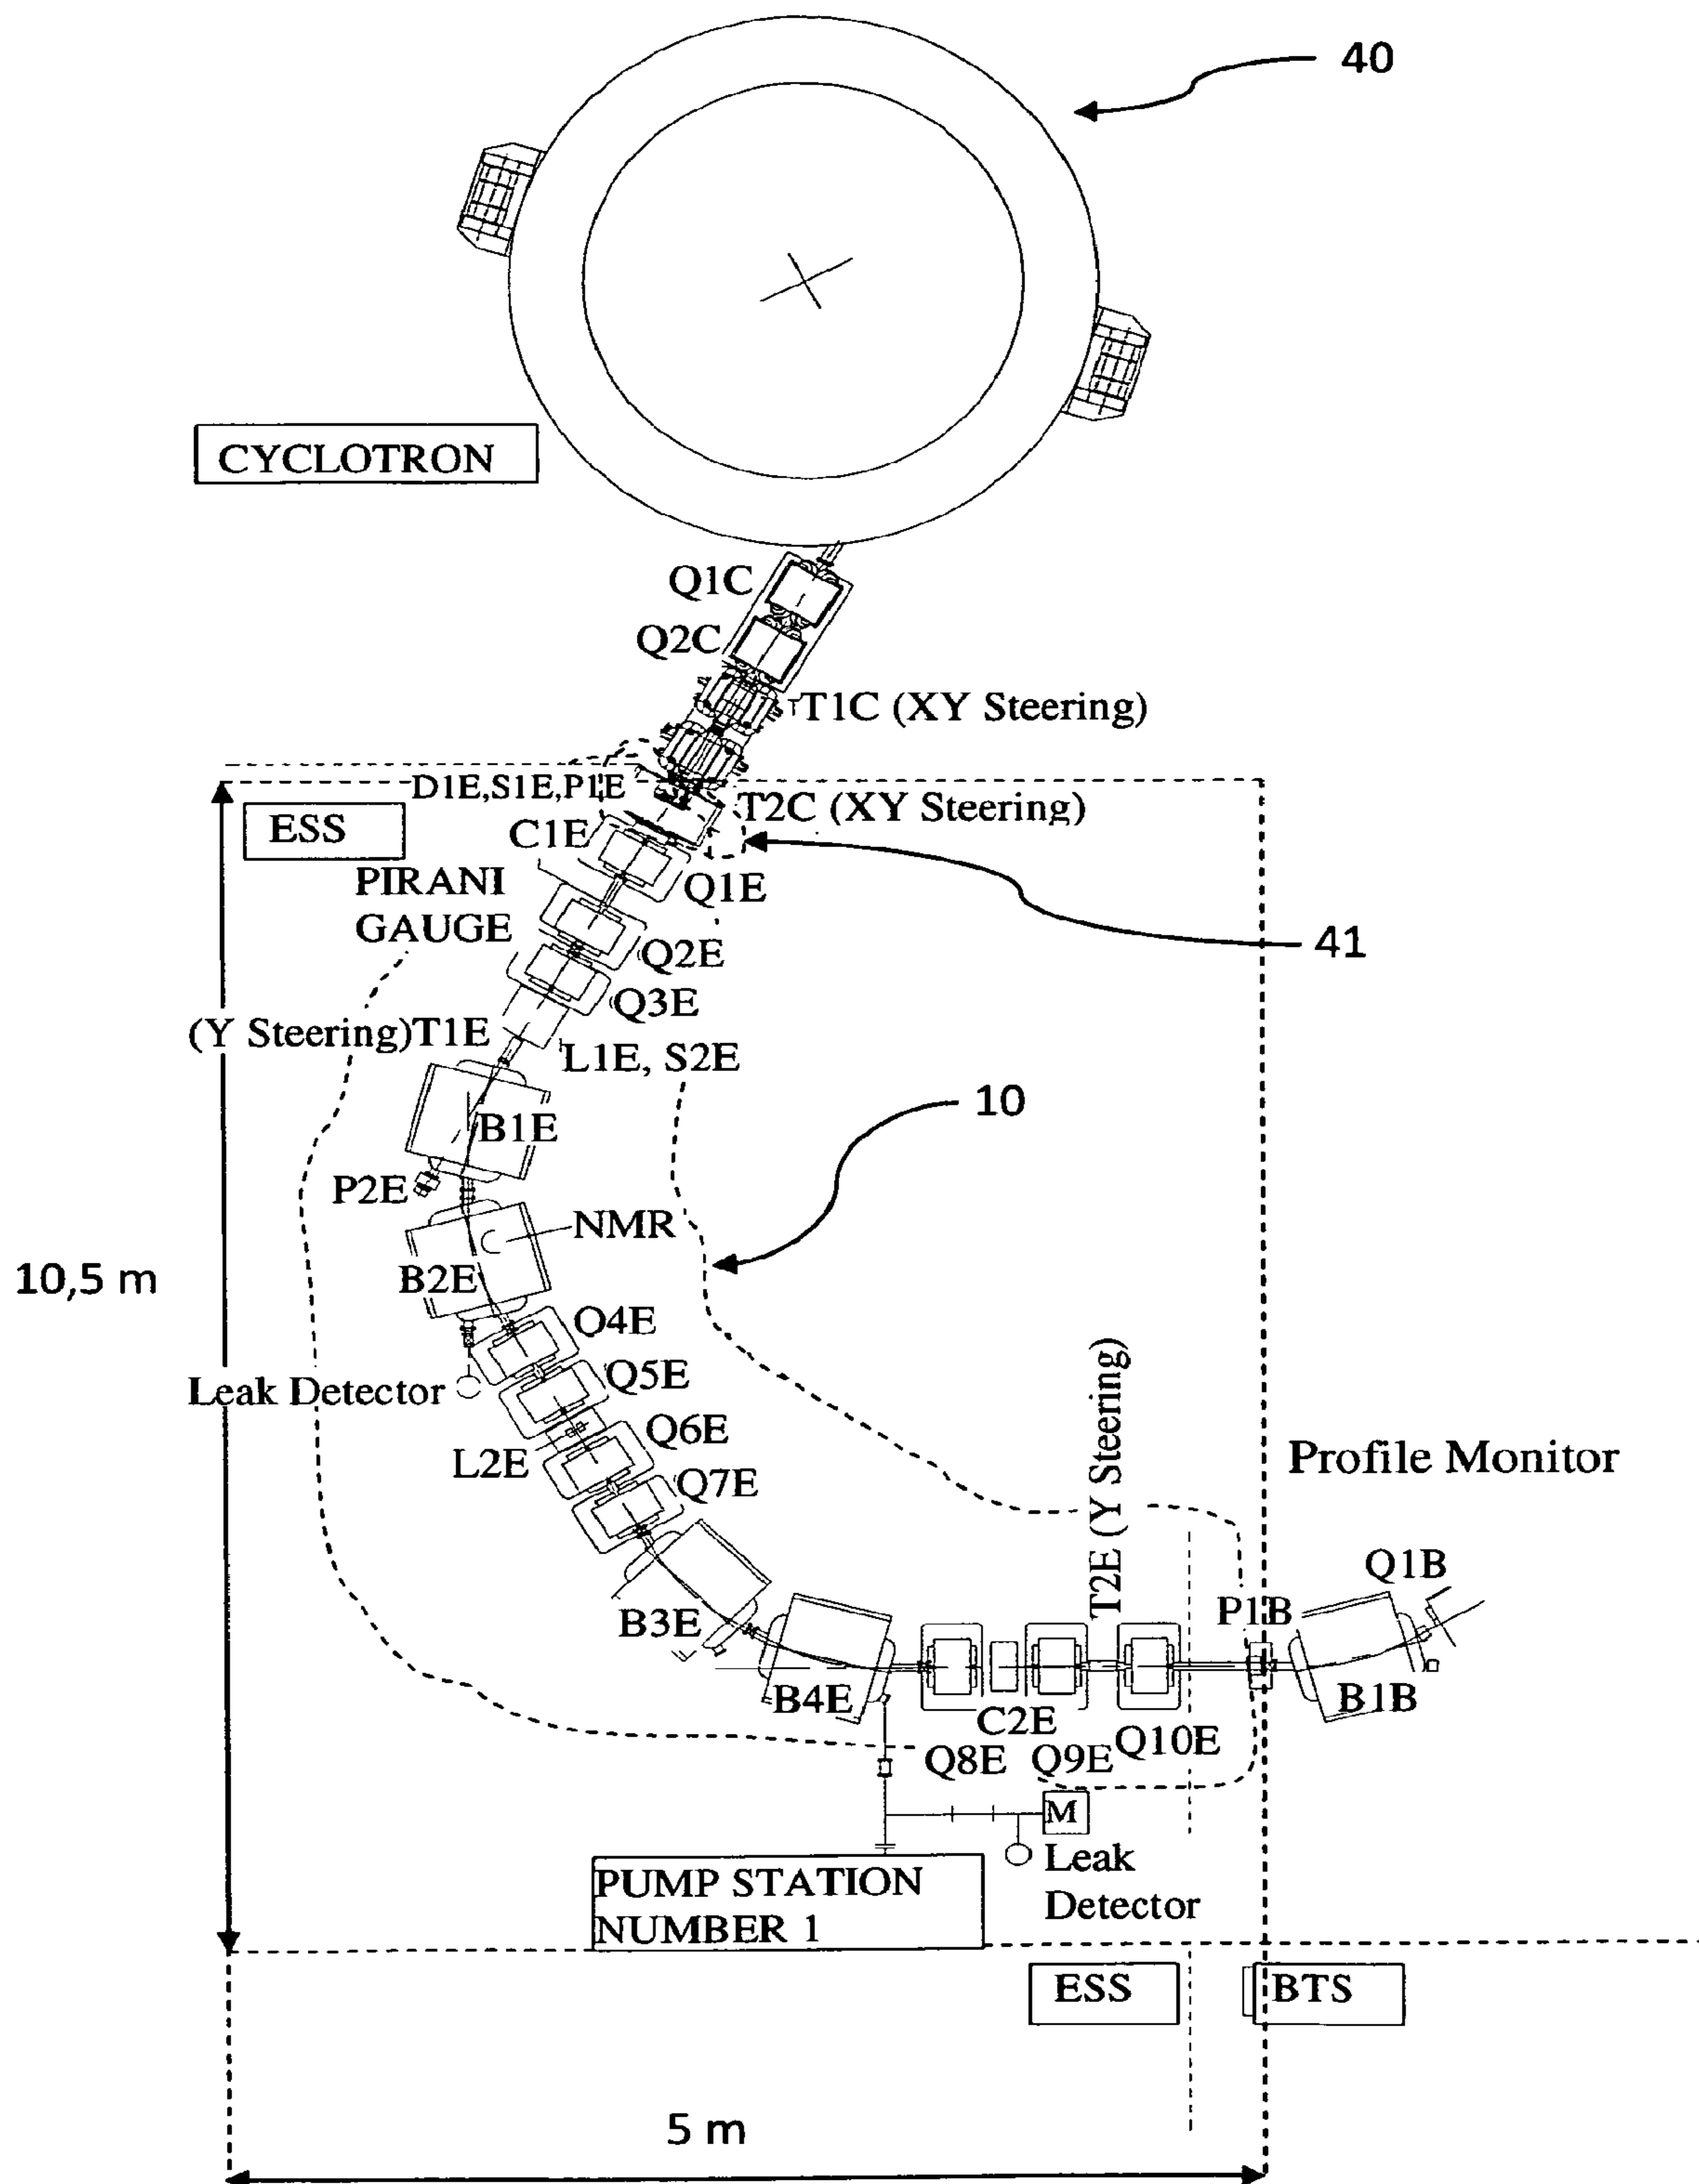 40
CYCLOTRON
Q1C
Q2C
T1C (XY Steering)
D1E,S1E,P1E
T2C (XY Steering)
ESS
C1E
PIRANI
GAUGE
Q1E
41
Q2E
Q3E
(Y Steering)T1E
L1E, S2E
10
B1E
P2E
NMR
B2E
10,5 m
Q4E
Leak Detector
Q5E
T2E (Y Steering)
Q6E
L2E
Profile Monitor
Q7E
Q1B
B3E
P1B
B4E
B1B
C2E
Q10E
Q8E
Q9E
M
Leak
Detector
PUMP STATION
NUMBER 1
ESS
BTS
5 m